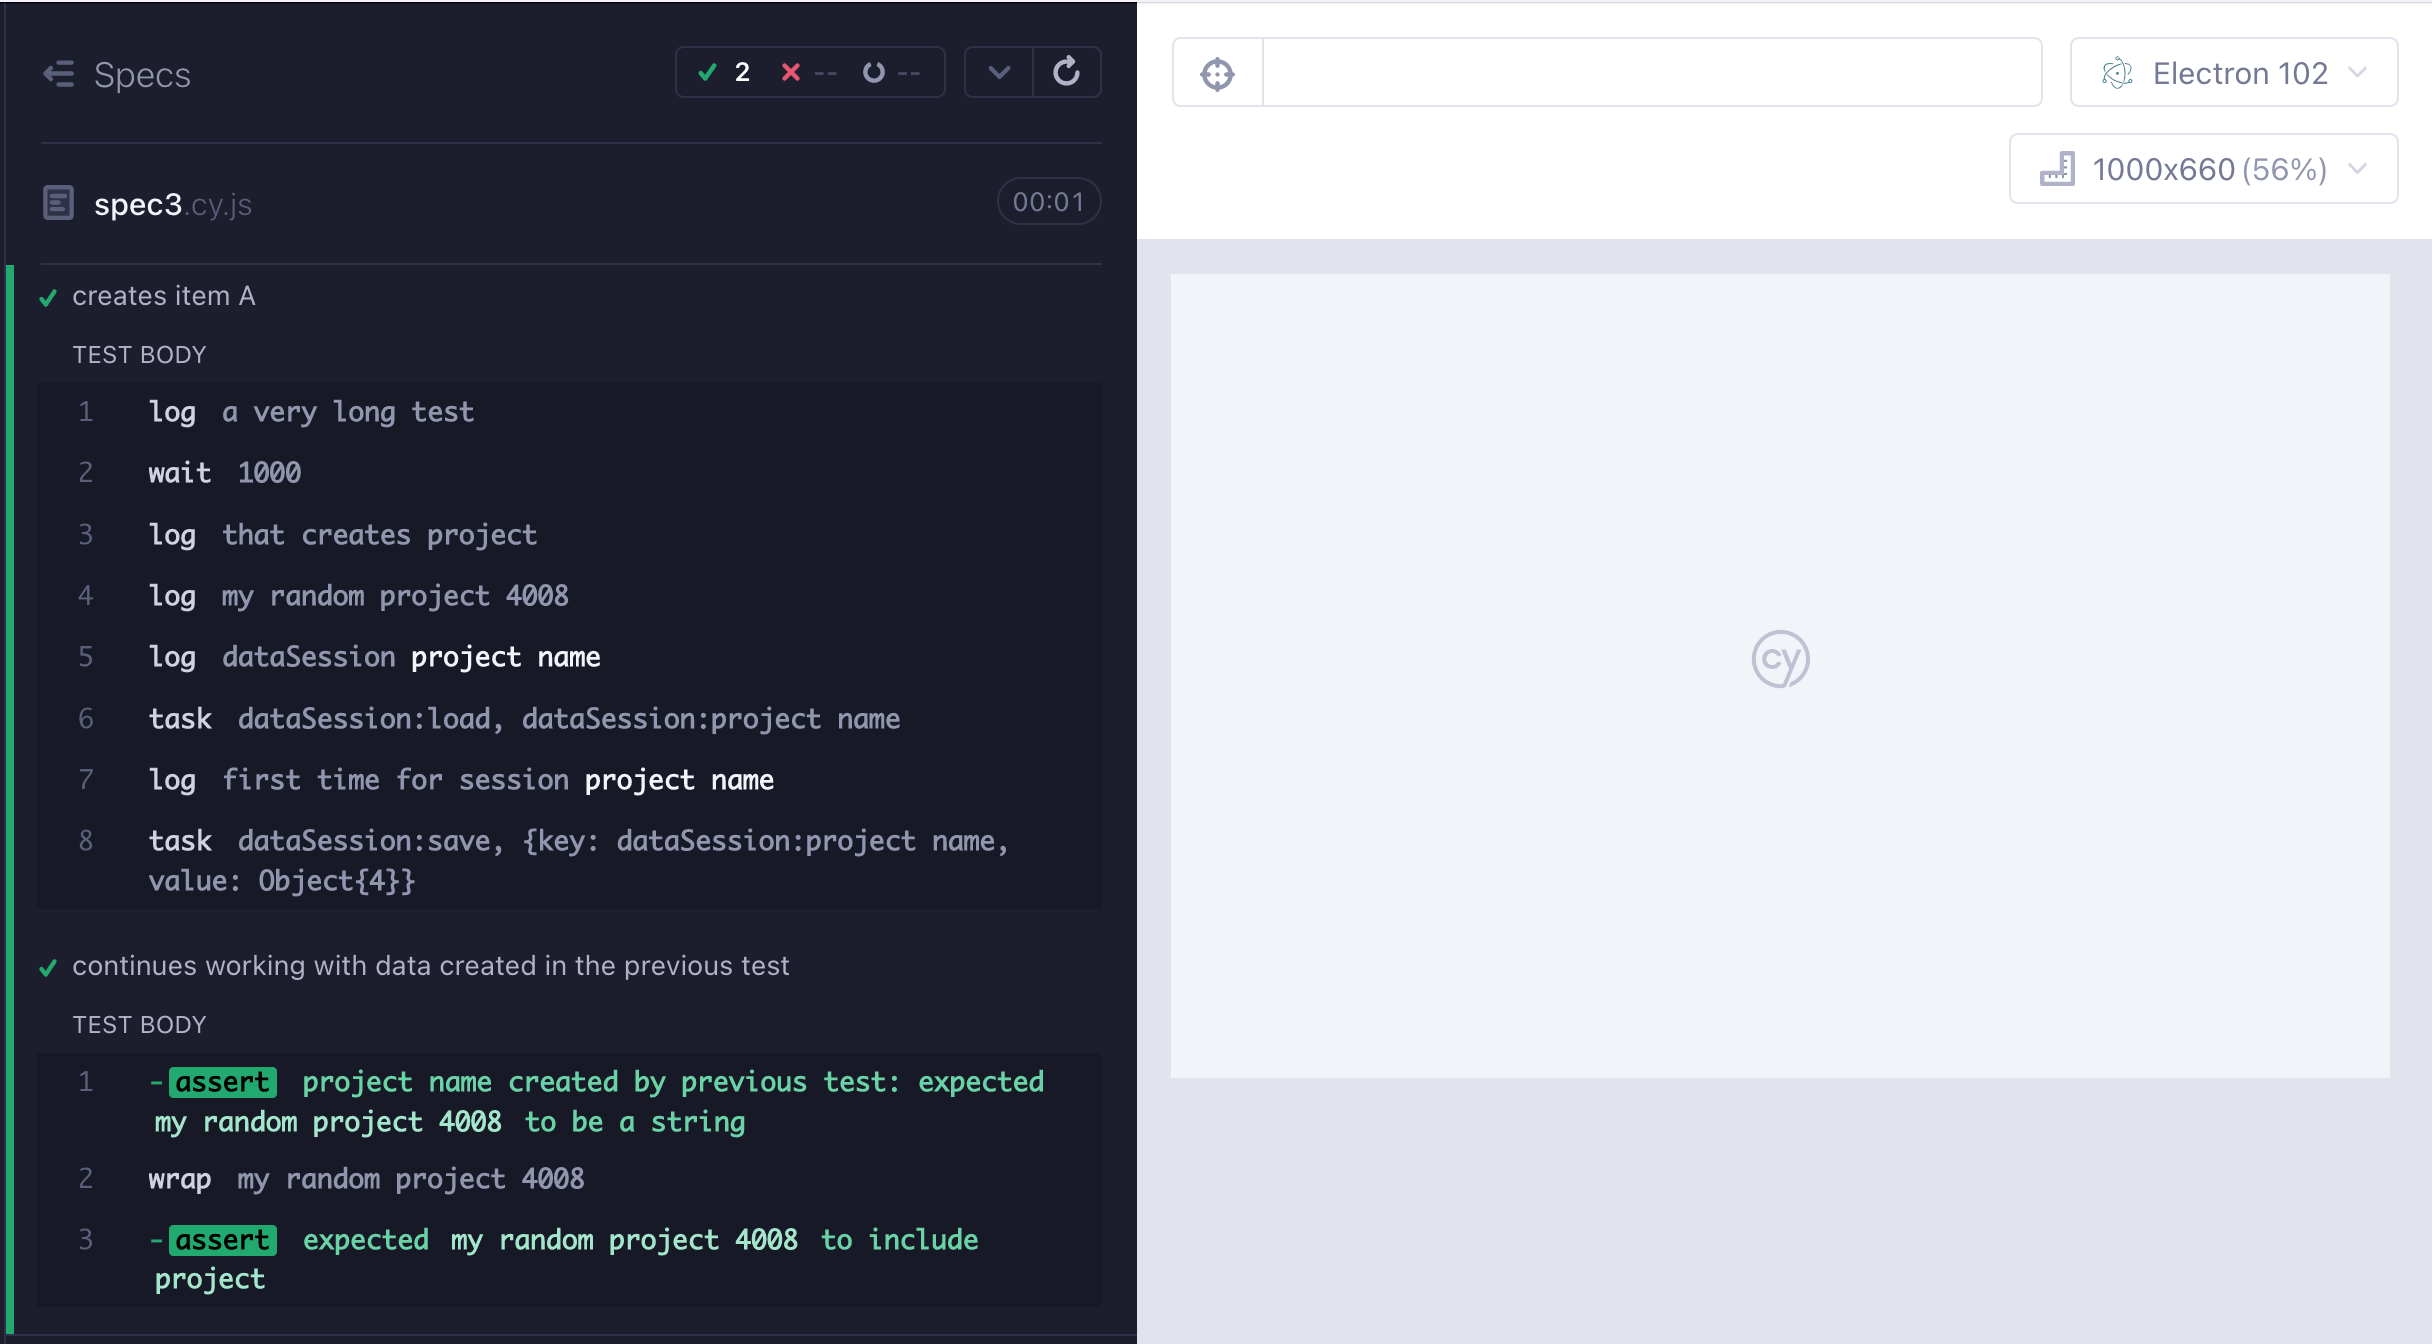 Specs
2 -- --
spec3.cy.js
00:01
creates item A
TEST BODY
1 log a very long test
2 wait 1000
3 log that creates project
4 log my random project 4008
5 log dataSession project name
6 task dataSession:load, dataSession:project name
7 log first time for session project name
8 task dataSession:save, {key: dataSession:project name,
value: Object{4}}
continues working with data created in the previous test
TEST BODY
1 -assert project name created by previous test: expected
my random project 4008 to be a string
2 wrap my random project 4008
3 -assert expected my random project 4008 to include
project
Electron 102
1000x660 (56%)
cy